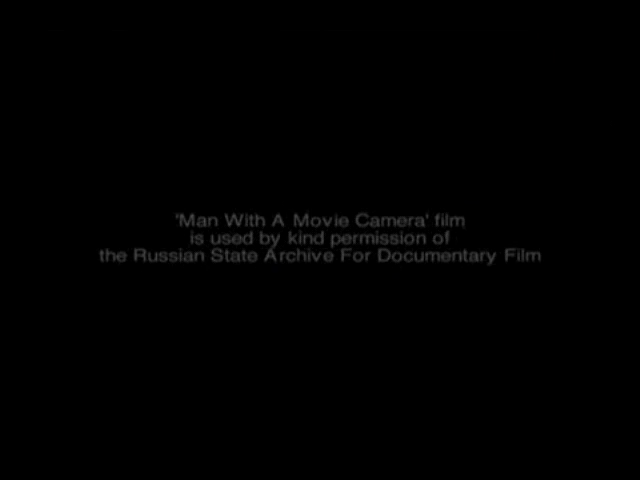 'Man With A Movie Camera' film
is used by kind permission of
the Russian State Archive For Documentary Film